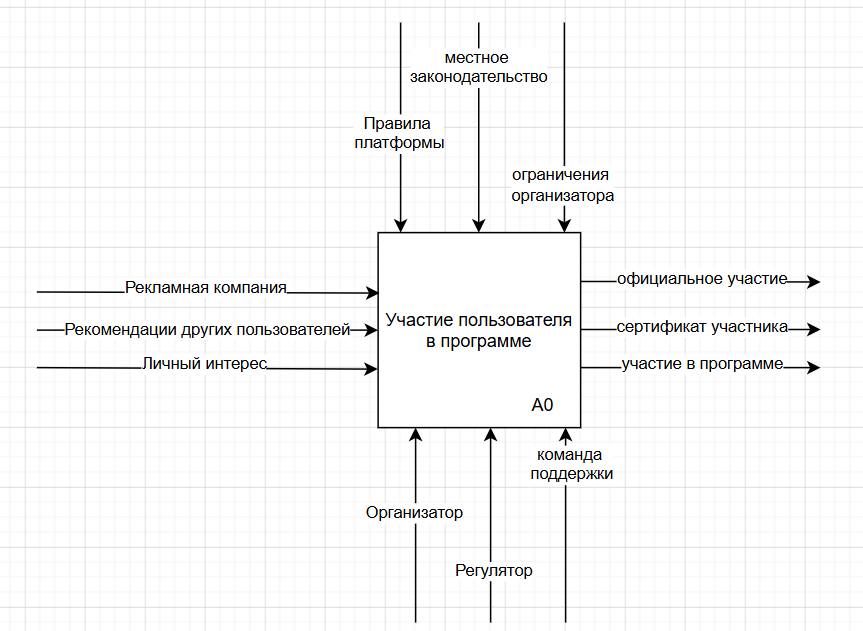 местное
законодательство
Правила
платформы
ограничения
организатора
Рекламная компания
Рекомендации других пользователей
Личный интерес
Участие пользователя
в программе
A0
официальное участие
сертификат участника
участие в программе
команда
поддержки
Организатор
Регулятор